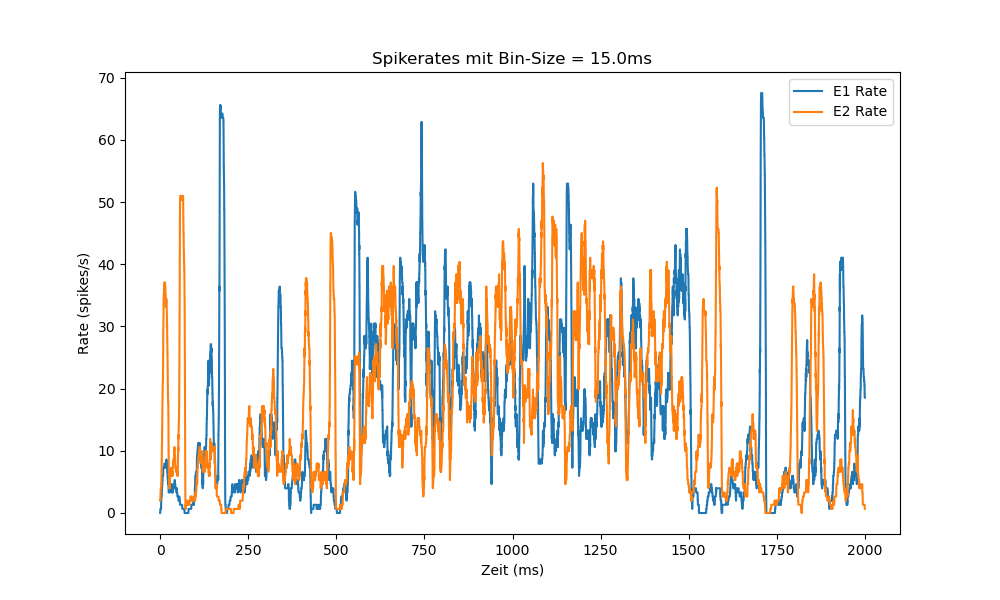 Spikerates mit Bin-Size = 15.0ms
70
60
50
40
30
20
10
0
Rate (spikes/s)
E1 Rate
E2 Rate
0 250 500 750 1000 1250 1500 1750 2000
Zeit (ms)